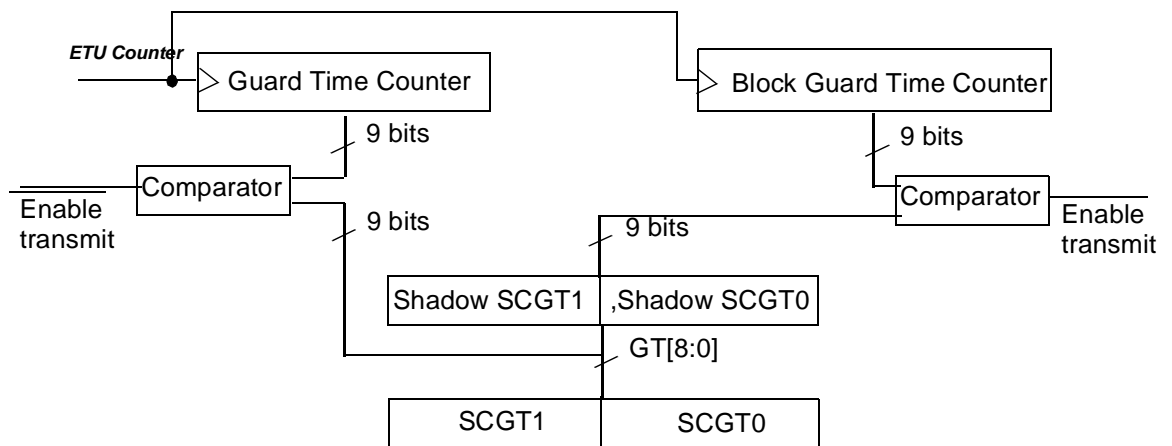 ETU Counter
Guard Time Counter
Block Guard Time Counter
9 bits
9 bits
Comparator
Comparator
Enable
transmit
9 bits
9 bits
Enable
transmit
Shadow SCGT1
,Shadow SCGT0
GT[8:0]
SCGT1
SCGT0